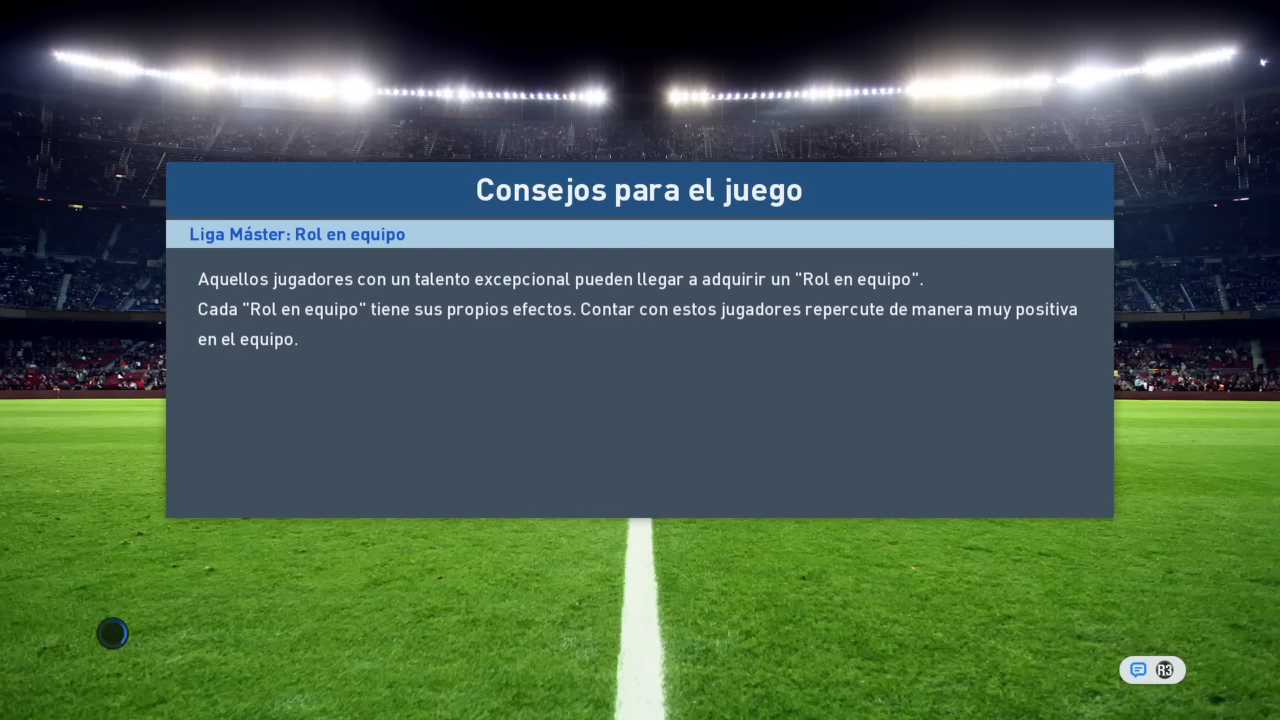 Consejos para el juego
Liga Máster: Rol en equipo
Aquellos jugadores con un talento excepcional pueden llegar a adquirir un "Rol en equipo".
Cada "Rol en equipo" tiene sus propios efectos. Contar con estos jugadores repercute de manera muy positiva
en el equipo.
R3